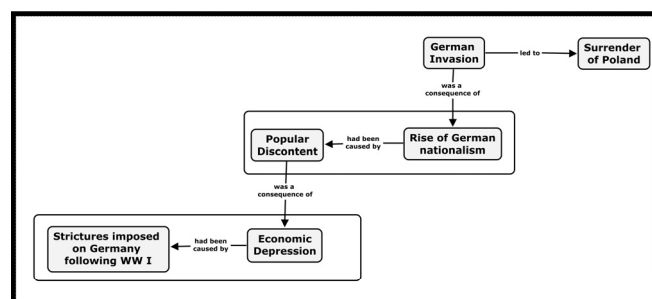 German
Invasion
led to
Surrender
of Poland
was a
consequence of
Popular
Discontent
had been
caused by
Rise of German
nationalism
was a
consequence of
Strictures imposed
on Germany
following WW I
had been
caused by
Economic
Depression